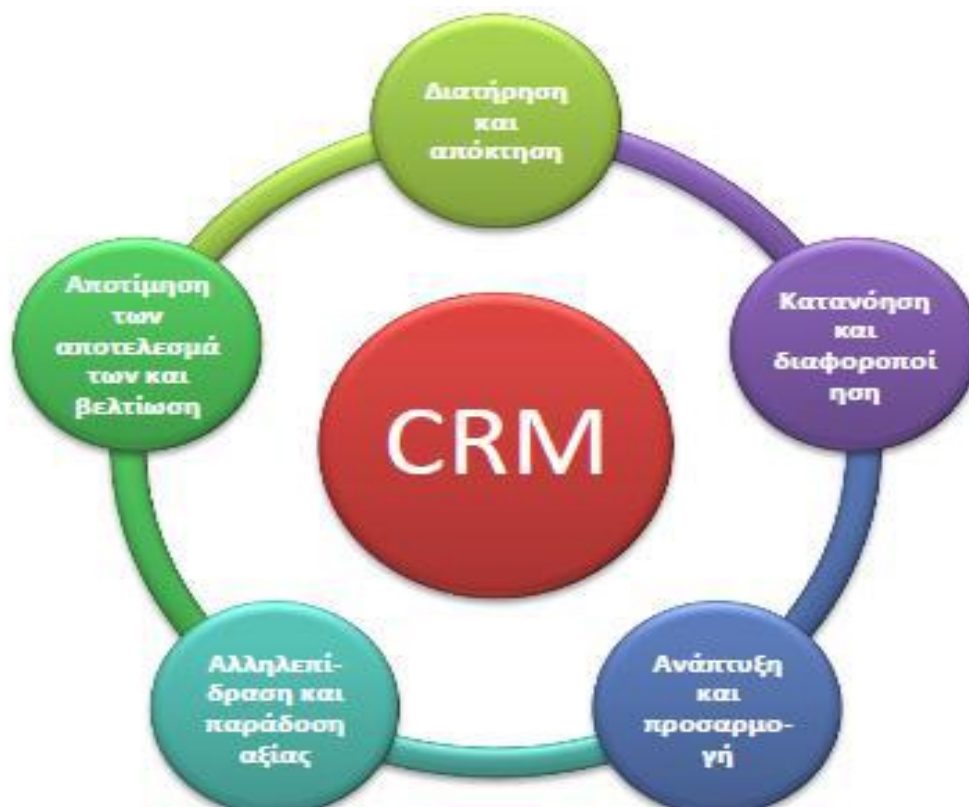 Διατήρηση
και
απόκτηση
Κατανόηση
και
διαφοροποί
ηση
Ανάπτυξη
και
προσαρμο-
γή
Αλληλεπί-
δραση και
παράδοση
αξίας
Αποτίμηση
των
αποτελεσμά
των και
βελτίωση
CRM